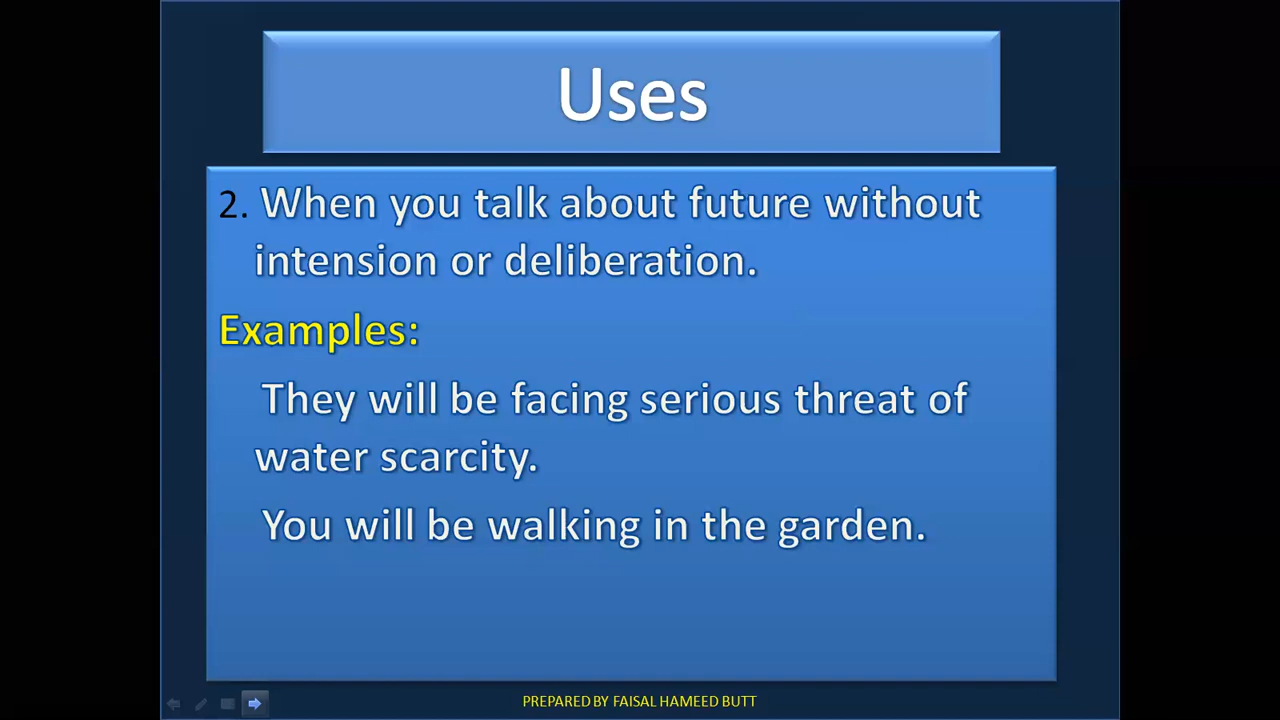 Uses
2. When you talk about future without
intension or deliberation.
Examples:
They will be facing serious threat of
water scarcity.
You will be walking in the garden.
PREPARED BY FAISAL HAMEED BUTT